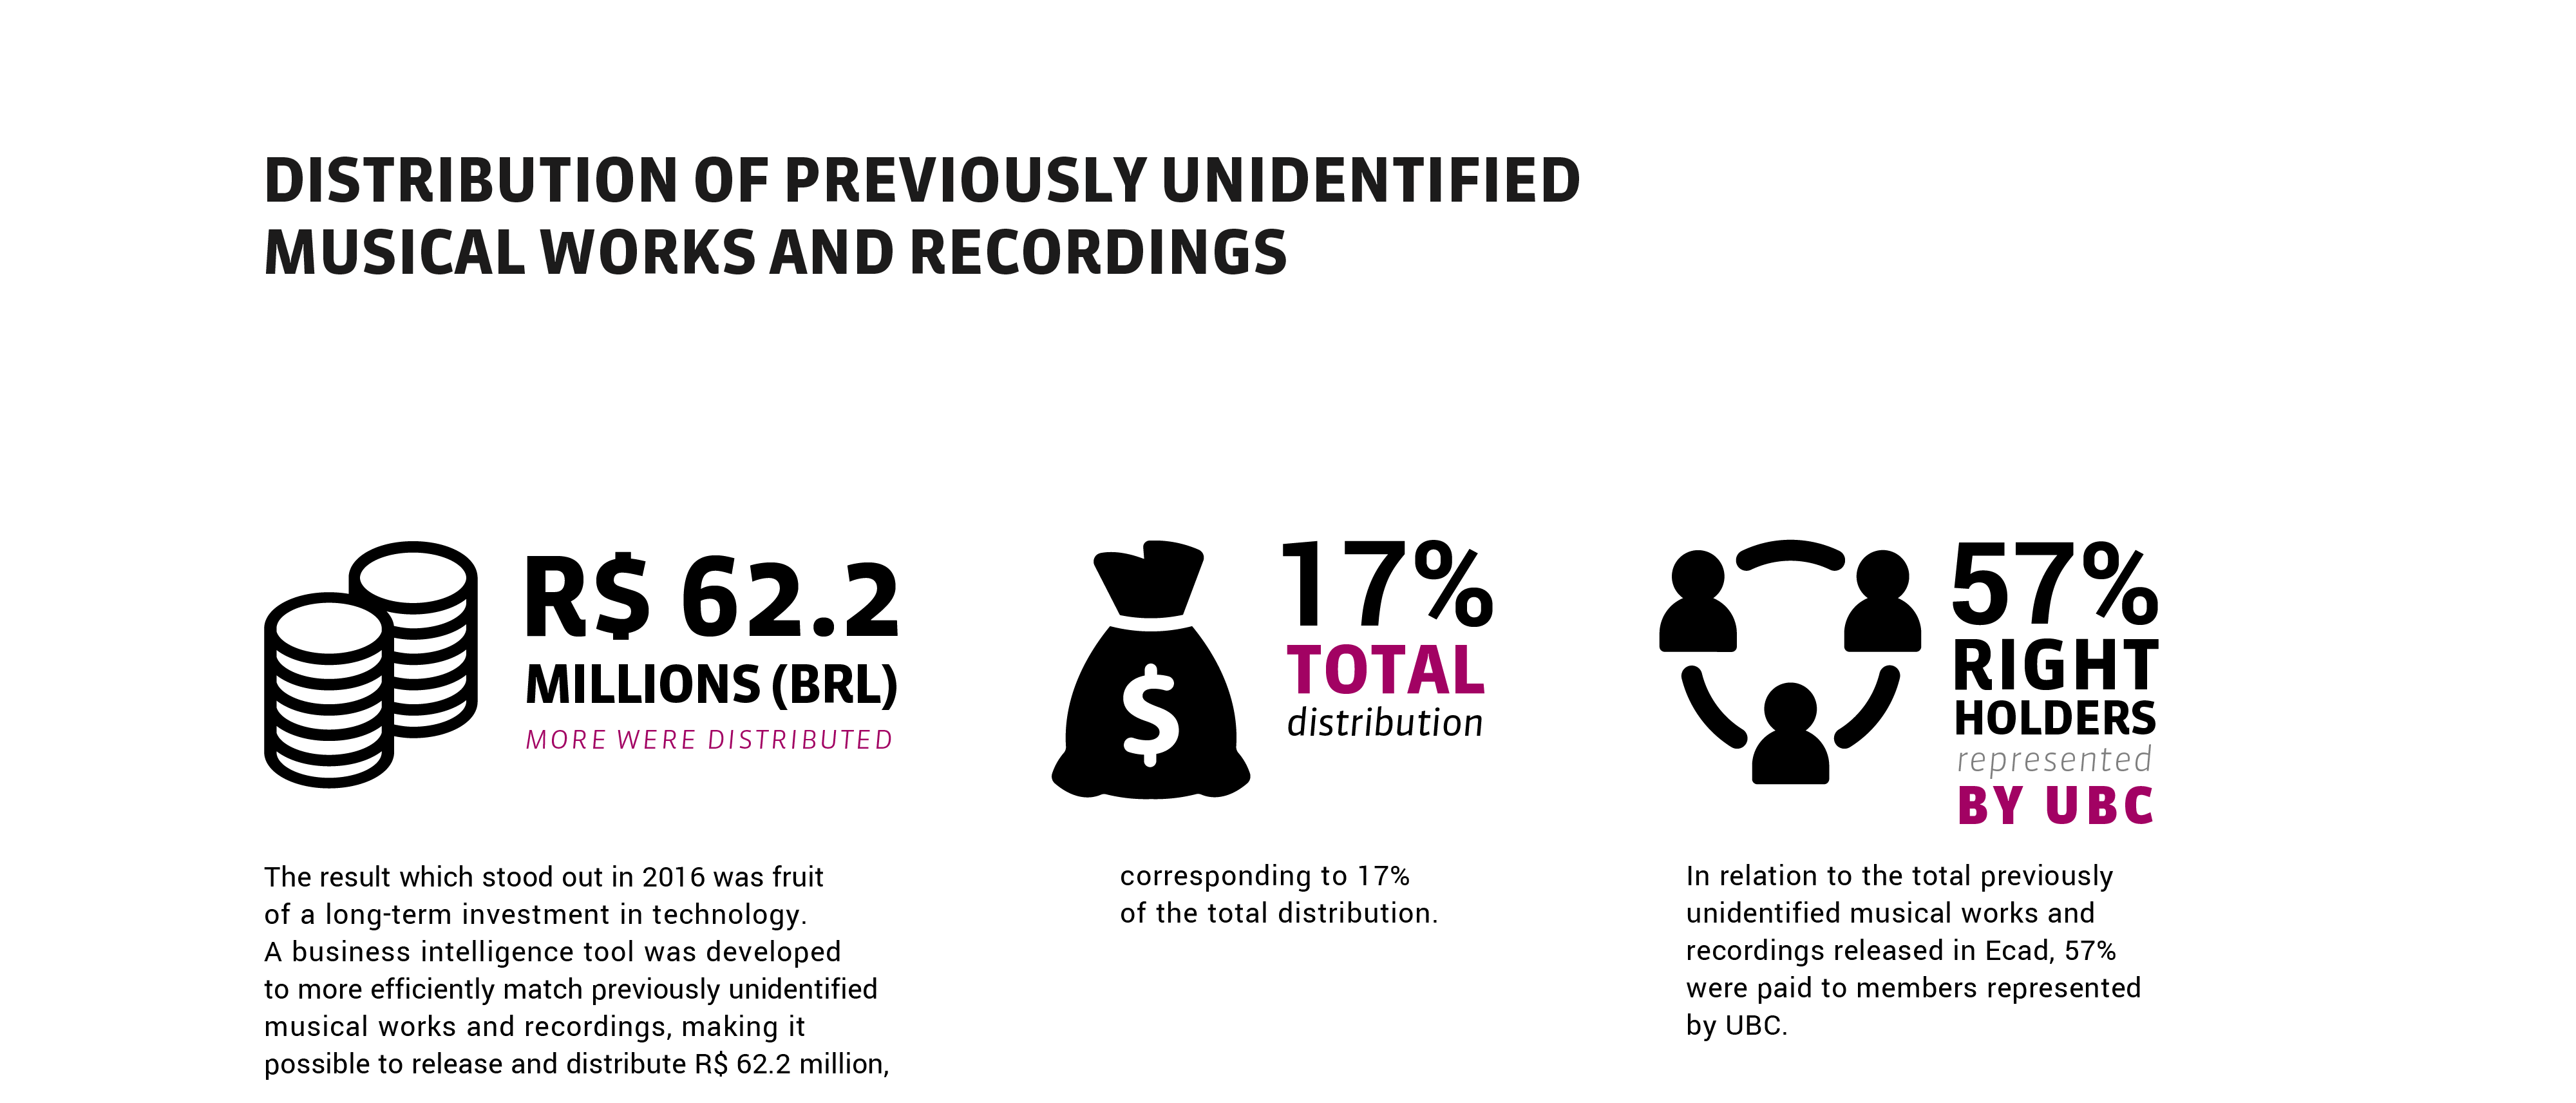 DISTRIBUTION OF PREVIOUSLY UNIDENTIFIED
MUSICAL WORKS AND RECORDINGS
R$ 62.2
MILLIONS (BRL)
MORE WERE DISTRIBUTED
The result which stood out in 2016 was fruit
of a long-term investment in technology.
A business intelligence tool was developed
to more efficiently match previously unidentified
musical works and recordings, making it
possible to release and distribute R$ 62.2 million,
$
17%
TOTAL
distribution
corresponding to 17%
of the total distribution.
57%
RIGHT
HOLDERS
represented
BY UBC
In relation to the total previously
unidentified musical works and
recordings released in Ecad, 57%
were paid to members represented
by UBC.